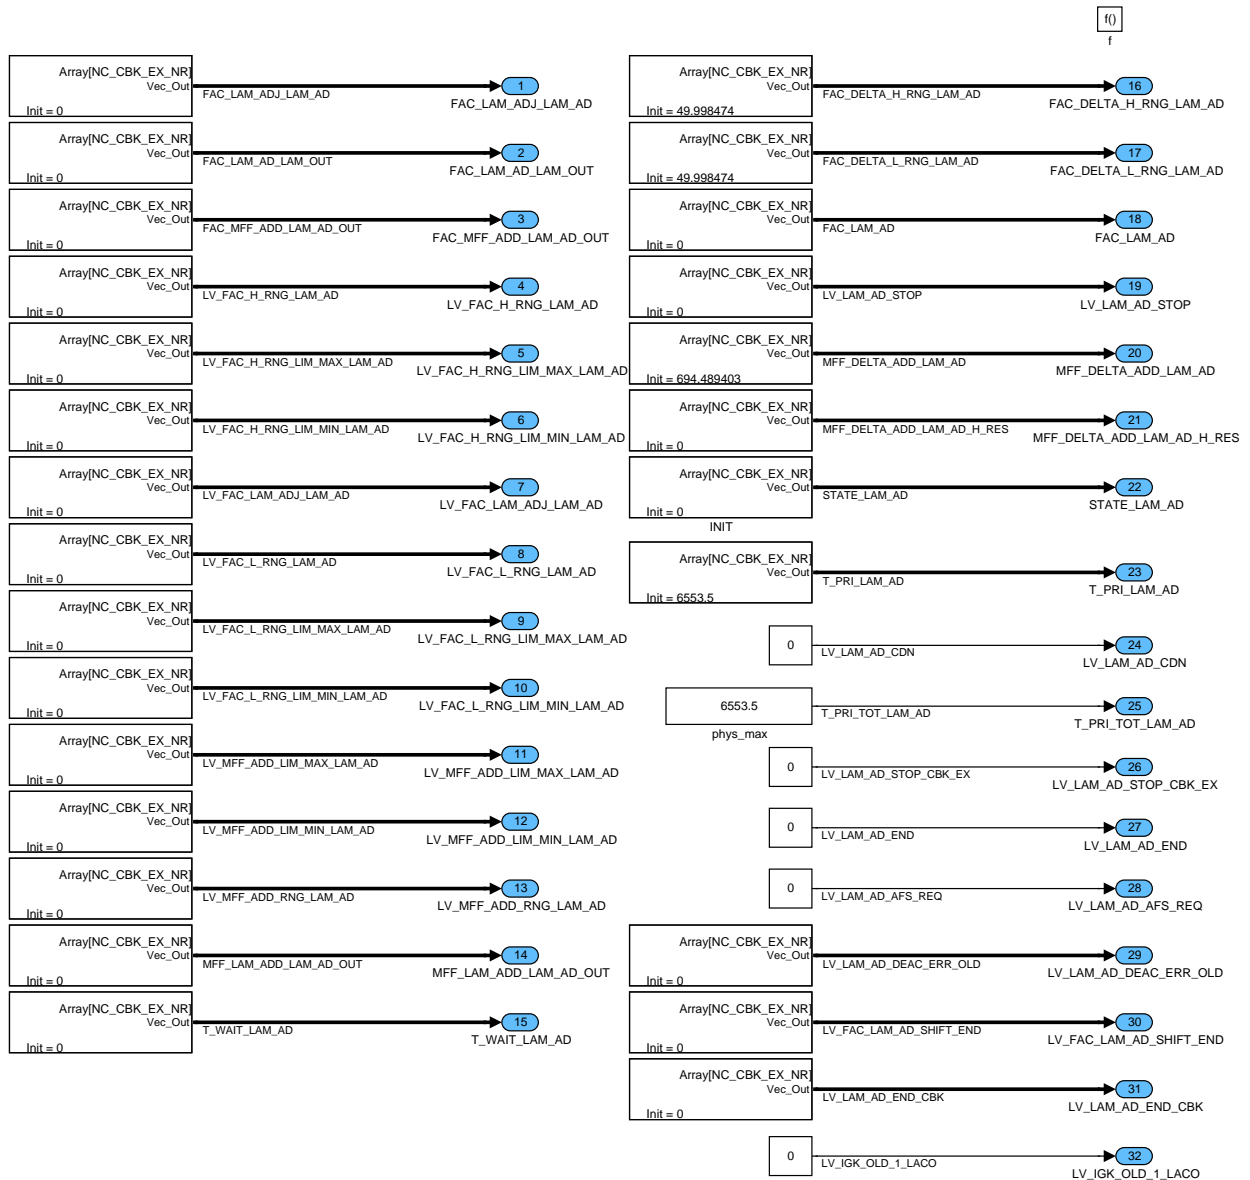 f()
f
Array[NC_CBK_EX_NR]
Vec_Out
Init = 0
FAC_LAM_ADJ_LAM_AD
1
FAC_LAM_ADJ_LAM_AD
Array[NC_CBK_EX_NR]
Vec_Out
Init = 0
FAC_LAM_AD_LAM_OUT
2
FAC_LAM_AD_LAM_OUT
Array[NC_CBK_EX_NR]
Vec_Out
Init = 0
FAC_MFF_ADD_LAM_AD_OUT
3
FAC_MFF_ADD_LAM_AD_OUT
Array[NC_CBK_EX_NR]
Vec_Out
Init = 0
LV_FAC_H_RNG_LAM_AD
4
LV_FAC_H_RNG_LAM_AD
Array[NC_CBK_EX_NR]
Vec_Out
Init = 0
LV_FAC_H_RNG_LIM_MAX_LAM_AD
5
LV_FAC_H_RNG_LIM_MAX_LAM_AD
Array[NC_CBK_EX_NR]
Vec_Out
Init = 0
LV_FAC_H_RNG_LIM_MIN_LAM_AD
6
LV_FAC_H_RNG_LIM_MIN_LAM_AD
Array[NC_CBK_EX_NR]
Vec_Out
Init = 0
LV_FAC_LAM_ADJ_LAM_AD
7
LV_FAC_LAM_ADJ_LAM_AD
Array[NC_CBK_EX_NR]
Vec_Out
Init = 0
LV_FAC_L_RNG_LAM_AD
8
LV_FAC_L_RNG_LAM_AD
Array[NC_CBK_EX_NR]
Vec_Out
Init = 0
LV_FAC_L_RNG_LIM_MAX_LAM_AD
9
LV_FAC_L_RNG_LIM_MAX_LAM_AD
Array[NC_CBK_EX_NR]
Vec_Out
Init = 0
LV_FAC_L_RNG_LIM_MIN_LAM_AD
10
LV_FAC_L_RNG_LIM_MIN_LAM_AD
Array[NC_CBK_EX_NR]
Vec_Out
Init = 0
LV_MFF_ADD_LIM_MAX_LAM_AD
11
LV_MFF_ADD_LIM_MAX_LAM_AD
Array[NC_CBK_EX_NR]
Vec_Out
Init = 0
LV_MFF_ADD_LIM_MIN_LAM_AD
12
LV_MFF_ADD_LIM_MIN_LAM_AD
Array[NC_CBK_EX_NR]
Vec_Out
Init = 0
LV_MFF_ADD_RNG_LAM_AD
13
LV_MFF_ADD_RNG_LAM_AD
Array[NC_CBK_EX_NR]
Vec_Out
Init = 0
MFF_LAM_ADD_LAM_AD_OUT
14
MFF_LAM_ADD_LAM_AD_OUT
Array[NC_CBK_EX_NR]
Vec_Out
Init = 0
T_WAIT_LAM_AD
15
T_WAIT_LAM_AD
Array[NC_CBK_EX_NR]
Vec_Out
Init = 49.998474
FAC_DELTA_H_RNG_LAM_AD
16
FAC_DELTA_H_RNG_LAM_AD
Array[NC_CBK_EX_NR]
Vec_Out
Init = 49.998474
FAC_DELTA_L_RNG_LAM_AD
17
FAC_DELTA_L_RNG_LAM_AD
Array[NC_CBK_EX_NR]
Vec_Out
Init = 0
FAC_LAM_AD
18
FAC_LAM_AD
Array[NC_CBK_EX_NR]
Vec_Out
Init = 0
LV_LAM_AD_STOP
19
LV_LAM_AD_STOP
Array[NC_CBK_EX_NR]
Vec_Out
Init = 694.489403
MFF_DELTA_ADD_LAM_AD
20
MFF_DELTA_ADD_LAM_AD
Array[NC_CBK_EX_NR]
Vec_Out
Init = 0
MFF_DELTA_ADD_LAM_AD_H_RES
21
MFF_DELTA_ADD_LAM_AD_H_RES
Array[NC_CBK_EX_NR]
Vec_Out
Init = 0
INIT
STATE_LAM_AD
22
STATE_LAM_AD
Array[NC_CBK_EX_NR]
Vec_Out
Init = 6553.5
T_PRI_LAM_AD
23
T_PRI_LAM_AD
0
LV_LAM_AD_CDN
24
LV_LAM_AD_CDN
6553.5
phys_max
T_PRI_TOT_LAM_AD
25
T_PRI_TOT_LAM_AD
0
LV_LAM_AD_STOP_CBK_EX
26
LV_LAM_AD_STOP_CBK_EX
0
LV_LAM_AD_END
27
LV_LAM_AD_END
0
LV_LAM_AD_AFS_REQ
28
LV_LAM_AD_AFS_REQ
Array[NC_CBK_EX_NR]
Vec_Out
Init = 0
LV_LAM_AD_DEAC_ERR_OLD
29
LV_LAM_AD_DEAC_ERR_OLD
Array[NC_CBK_EX_NR]
Vec_Out
Init = 0
LV_FAC_LAM_AD_SHIFT_END
30
LV_FAC_LAM_AD_SHIFT_END
Array[NC_CBK_EX_NR]
Vec_Out
Init = 0
LV_LAM_AD_END_CBK
31
LV_LAM_AD_END_CBK
0
LV_IGK_OLD_1_LACO
32
LV_IGK_OLD_1_LACO